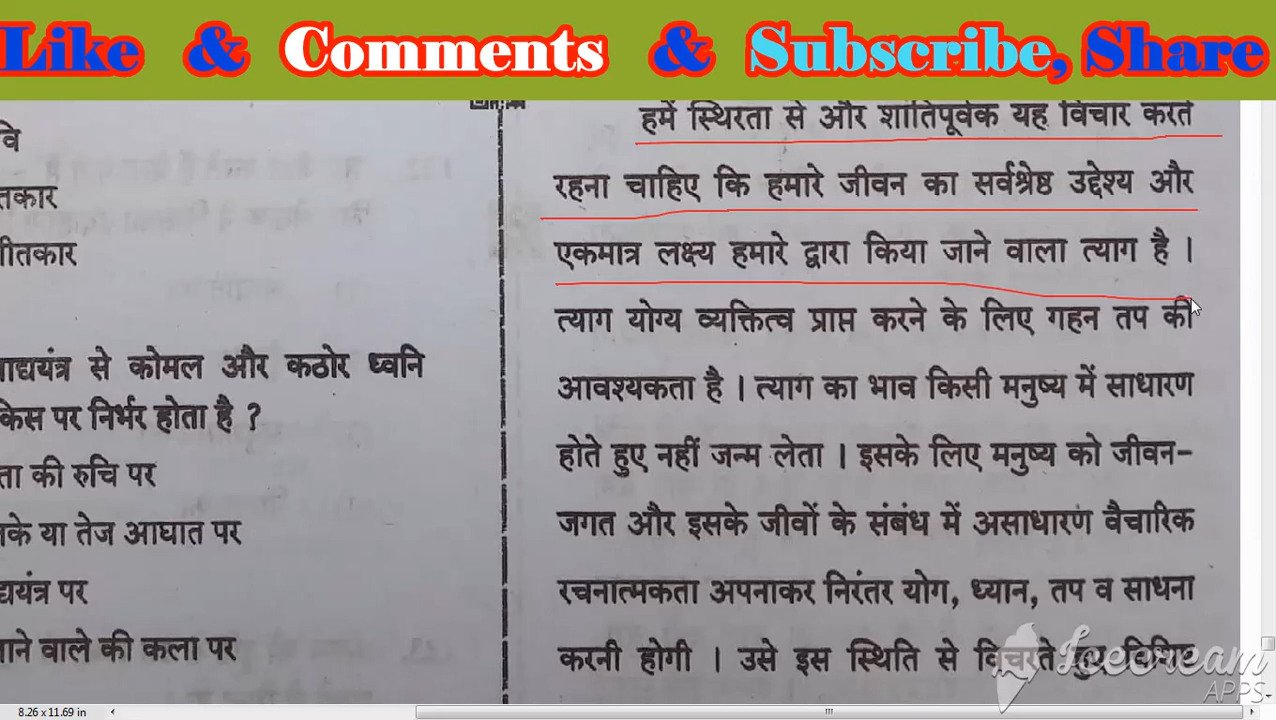 Like & Comments & Subscribe, Share
वि
तकार
ीतकार
ाद्ययंत्र से कोमल और कठोर ध्वनि
किस पर निर्भर होता है ?
ता की रुचि पर
के या तेज आघात पर
द्ययंत्र पर
ाने वाले की कला पर
हमें स्थिरता से और शांतिपूर्वक यह विचार करते
रहना चाहिए कि हमारे जीवन का सर्वश्रेष्ठ उद्देश्य और
एकमात्र लक्ष्य हमारे द्वारा किया जाने वाला त्याग है ।
त्याग योग्य व्यक्तित्व प्राप्त करने के लिए गहन तप की
आवश्यकता है । त्याग का भाव किसी मनुष्य में साधारण
होते हुए नहीं जन्म लेता । इसके लिए मनुष्य को जीवन-
जगत और इसके जीवों के संबंध में असाधारण वैचारिक
रचनात्मकता अपनाकर निरंतर योग, ध्यान, तप व साधना
करनी होगी । उसे इस स्थिति से विचरते हुए
Icecream
APPS
8.26 x 11.69 in